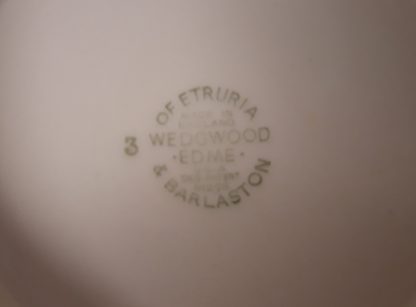 OF ETRURIA
MADE IN
ENGLAND
3 WEDGWOOD
·EDME·
& BARLASTON